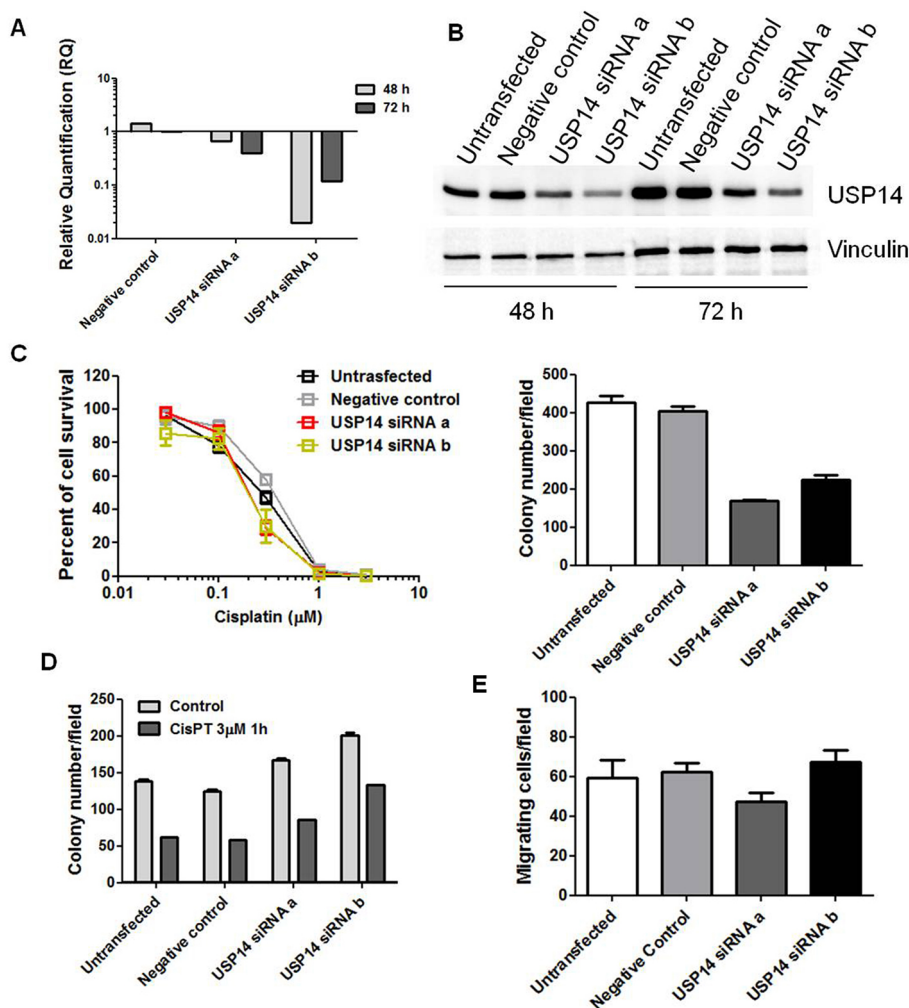 A
Relative Quantification (RQ)
10
1
0.1
0.01
48 h
72 h
Negative control
USP14 siRNA a
USP14 siRNA b
B
Untransfected
Negative control
USP14 siRNA a
USP14 siRNA b
Untransfected
Negative control
USP14 siRNA a
USP14 siRNA b
USP14
Vinculin
48 h
72 h
C
Percent of cell survival
120
100
80
60
40
20
0
0.01
0.1
1
10
Cisplatin (μM)
Untrasfected
Negative control
USP14 siRNA a
USP14 siRNA b
Colony number/field
500
400
300
200
100
0
Untransfected
Negative control
USP14 siRNA a
USP14 siRNA b
D
Colony number/field
250
200
150
100
50
0
Control
CisPT 3μM 1h
Untransfected
Negative control
USP14 siRNA a
USP14 siRNA b
E
Migrating cells/field
100
80
60
40
20
0
Untransfected
Negative Control
USP14 siRNA a
USP14 siRNA b